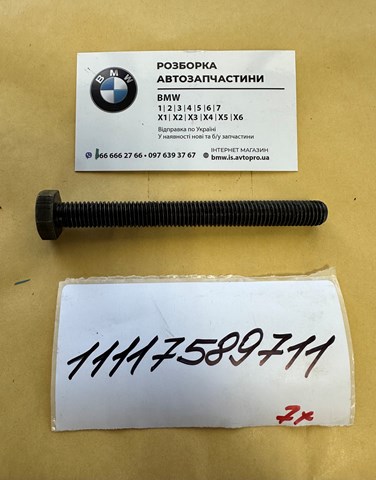 BMW
РОЗБОРКА
АВТОЗАПЧАСТИНИ
BMW
1| 2 | 3 | 4 | 5 | 6 | 7
X1| X2 | X3 | X4 | X5 | X6
Відправка по Україні
У наявності нові та б/у запчастини
066 666 27 66 • 097 639 37 67
ІНТЕРНЕТ МАГАЗИН
bmw.is.avtopro.ua
11117589711
7x